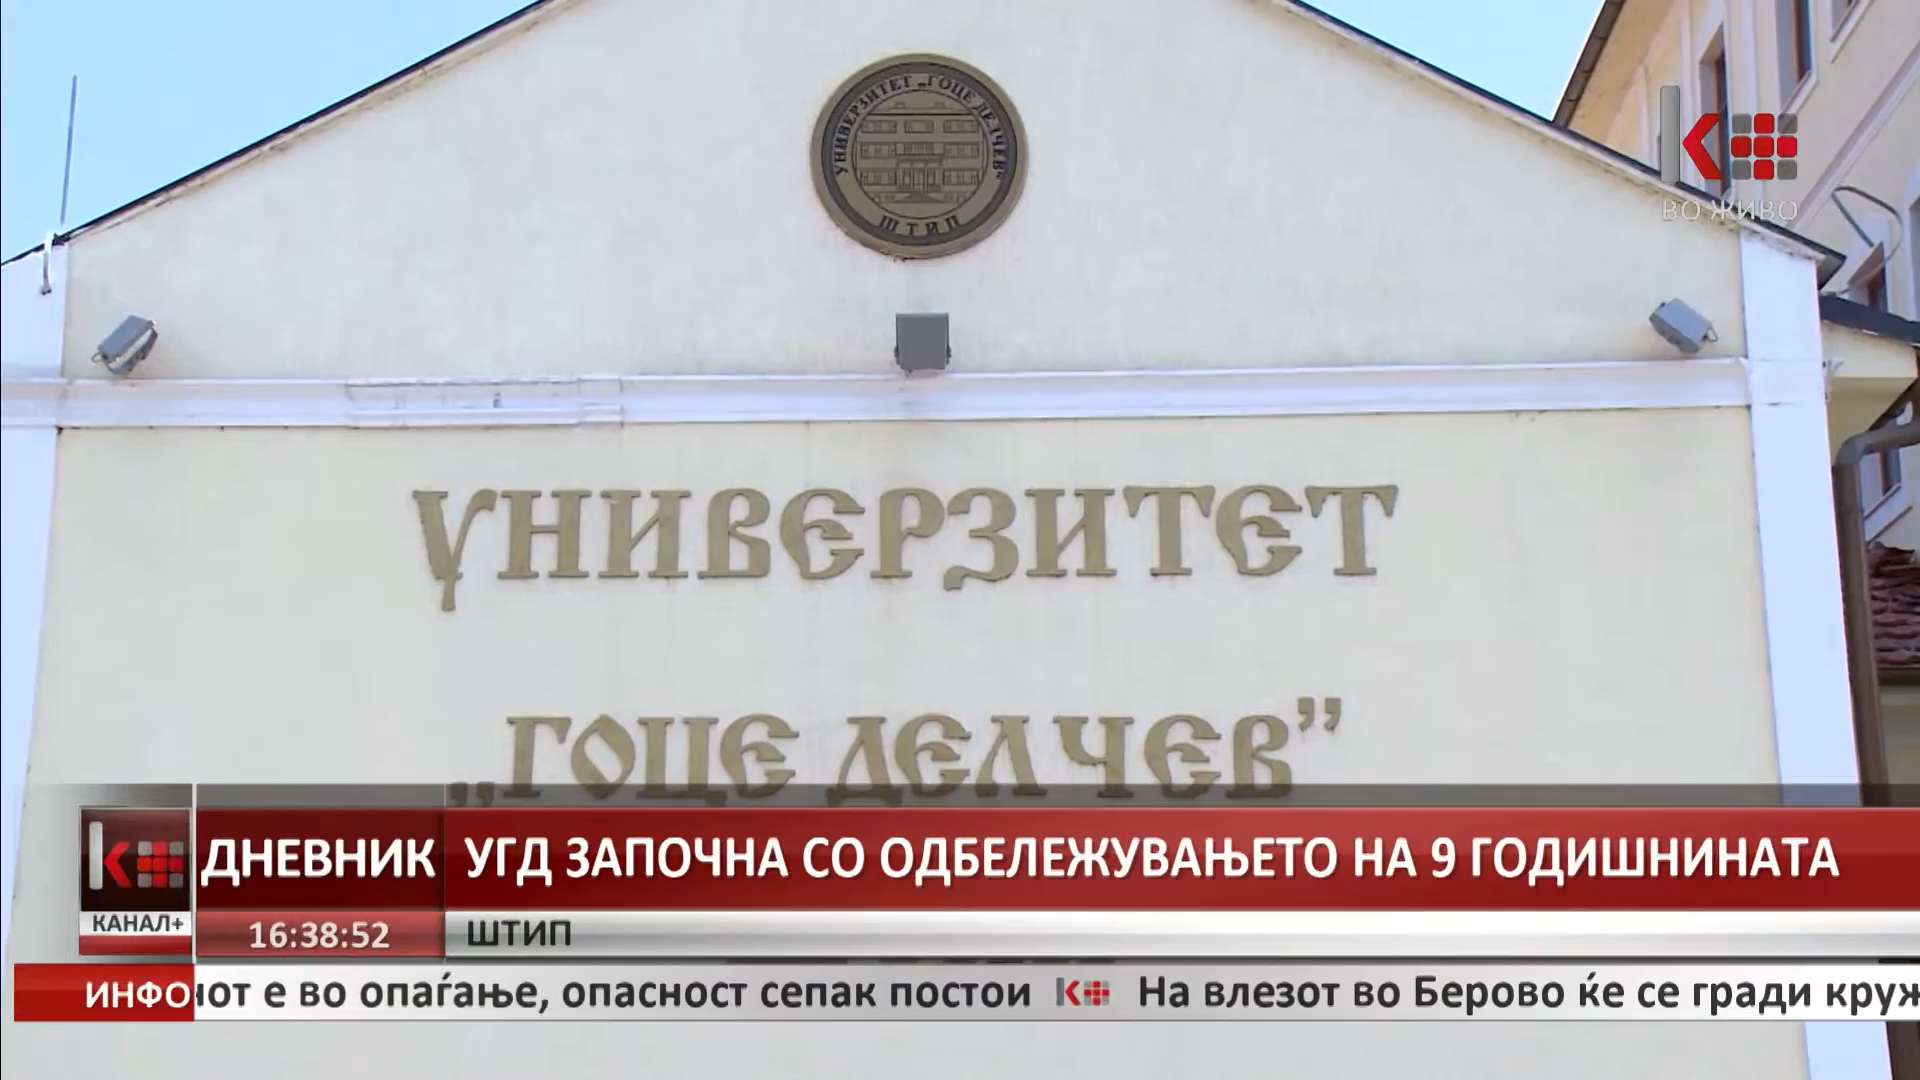 УНИВЕРЗИТЕТ „ГОЦЕ ДЕЛЧЕВ”
ШТИП
ВО ЖИВО
УНИВЕРЗИТЕТ
„ГОЦЕ ДЕЛЧЕВ”
ДНЕВНИК
УГД ЗАПОЧНА СО ОДБЕЛЕЖУВАЊЕТО НА 9 ГОДИШНИНАТА
КАНАЛ+
16:38:52
ШТИП
ИНФО
от е во опаѓање, опасност сепак постои
На влезот во Берово ќе се гради